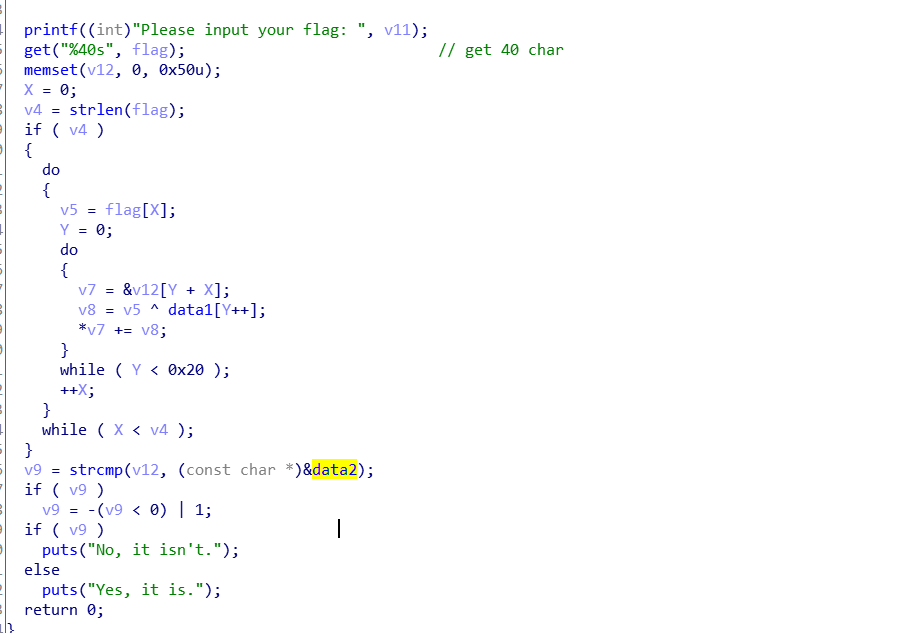 printf((int)"Please input your flag: ", v11);
get("%40s", flag); // get 40 char
memset(v12, 0, 0x50u);
X = 0;
v4 = strlen(flag);
if ( v4 )
{
do
{
v5 = flag[X];
Y = 0;
do
{
v7 = &v12[Y + X];
v8 = v5 ^ data1[Y++];
*v7 += v8;
}
while ( Y < 0x20 );
++X;
}
while ( X < v4 );
}
v9 = strcmp(v12, (const char *)&data2);
if ( v9 )
v9 = -(v9 < 0) | 1;
if ( v9 )
puts("No, it isn't.");
else
puts("Yes, it is.");
return 0;
}